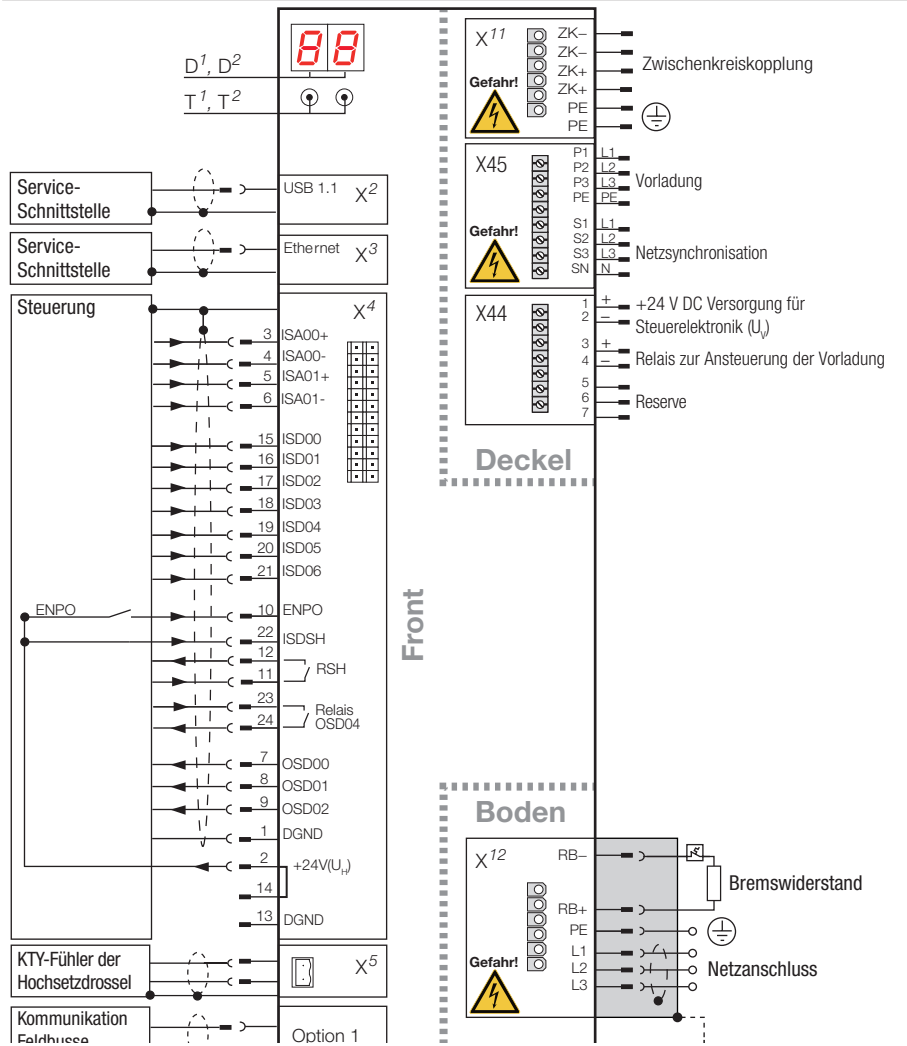 88
D1, D2
T1, T2
Service-
Schnittstelle
USB 1.1
X2
Service-
Schnittstelle
Ethernet
X3
Steuerung
X4
3 ISA00+
4 ISA00-
5 ISA01+
6 ISA01-
15 ISD00
16 ISD01
17 ISD02
18 ISD03
19 ISD04
20 ISD05
21 ISD06
ENPO
10 ENPO
22 ISDSH
12
11
RSH
23
24
Relais
OSD04
7 OSD00
8 OSD01
9 OSD02
1 DGND
2 +24V(UH)
14
13 DGND
KTY-Fühler der
Hochsetzdrossel
X5
Kommunikation
Feldbusse
Option 1
Front
X11
Gefahr!
ZK–
ZK–
ZK+
ZK+
PE
PE
Zwischenkreiskopplung
X45
Gefahr!
P1 L1
P2 L2
P3 L3
PE PE
Vorladung
S1 L1
S2 L2
S3 L3
SN N
Netzsynchronisation
X44
1 +
2 –
+24 V DC Versorgung für
Steuerelektronik (UV)
3 +
4 –
Relais zur Ansteuerung der Vorladung
5
6
7
Reserve
Deckel
Boden
X12
Gefahr!
RB–
RB+
Bremswiderstand
PE
L1
L2
L3
Netzanschluss